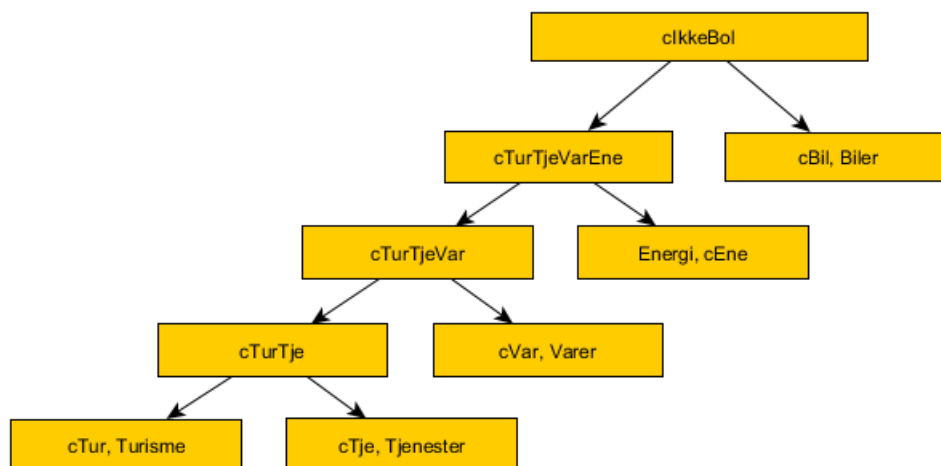 cIkkeBol
cTurTjeVarEne
cBil, Biler
cTurTjeVar
Energi, cEne
cTurTje
cVar, Varer
cTur, Turisme
cTje, Tjenester